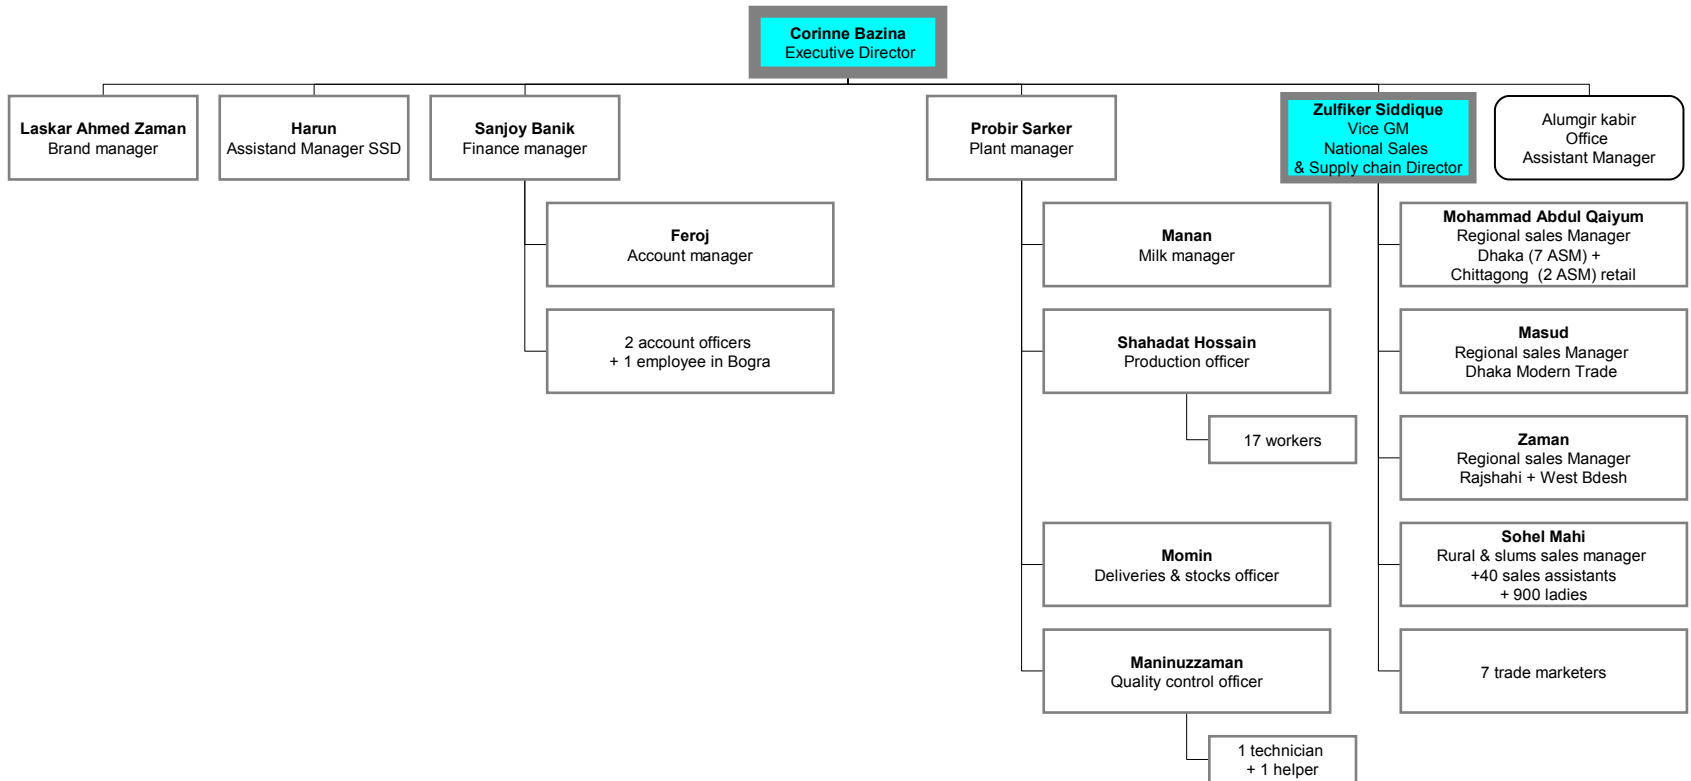 Corinne Bazina
Executive Director
Laskar Ahmed Zaman
Brand manager
Harun
Assistand Manager SSD
Sanjoy Banik
Finance manager
Probir Sarker
Plant manager
Zulfiker Siddique
Vice GM
National Sales
& Supply chain Director
Alumgir kabir
Office
Assistant Manager
Feroj
Account manager
2 account officers
+ 1 employee in Bogra
Manan
Milk manager
Shahadat Hossain
Production officer
17 workers
Momin
Deliveries & stocks officer
Maninuzzaman
Quality control officer
1 technician
+ 1 helper
Mohammad Abdul Qaiyum
Regional sales Manager
Dhaka (7 ASM) +
Chittagong (2 ASM) retail
Masud
Regional sales Manager
Dhaka Modern Trade
Zaman
Regional sales Manager
Rajshahi + West Bdesh
Sohel Mahi
Rural & slums sales manager
+40 sales assistants
+ 900 ladies
7 trade marketers